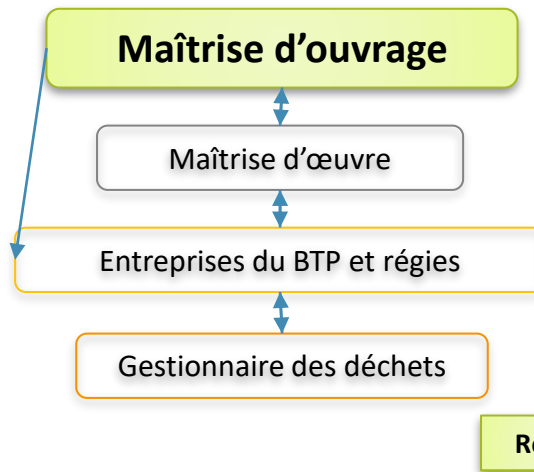 Maîtrise d'ouvrage
Maîtrise d'œuvre
Entreprises du BTP et régies
Gestionnaire des déchets